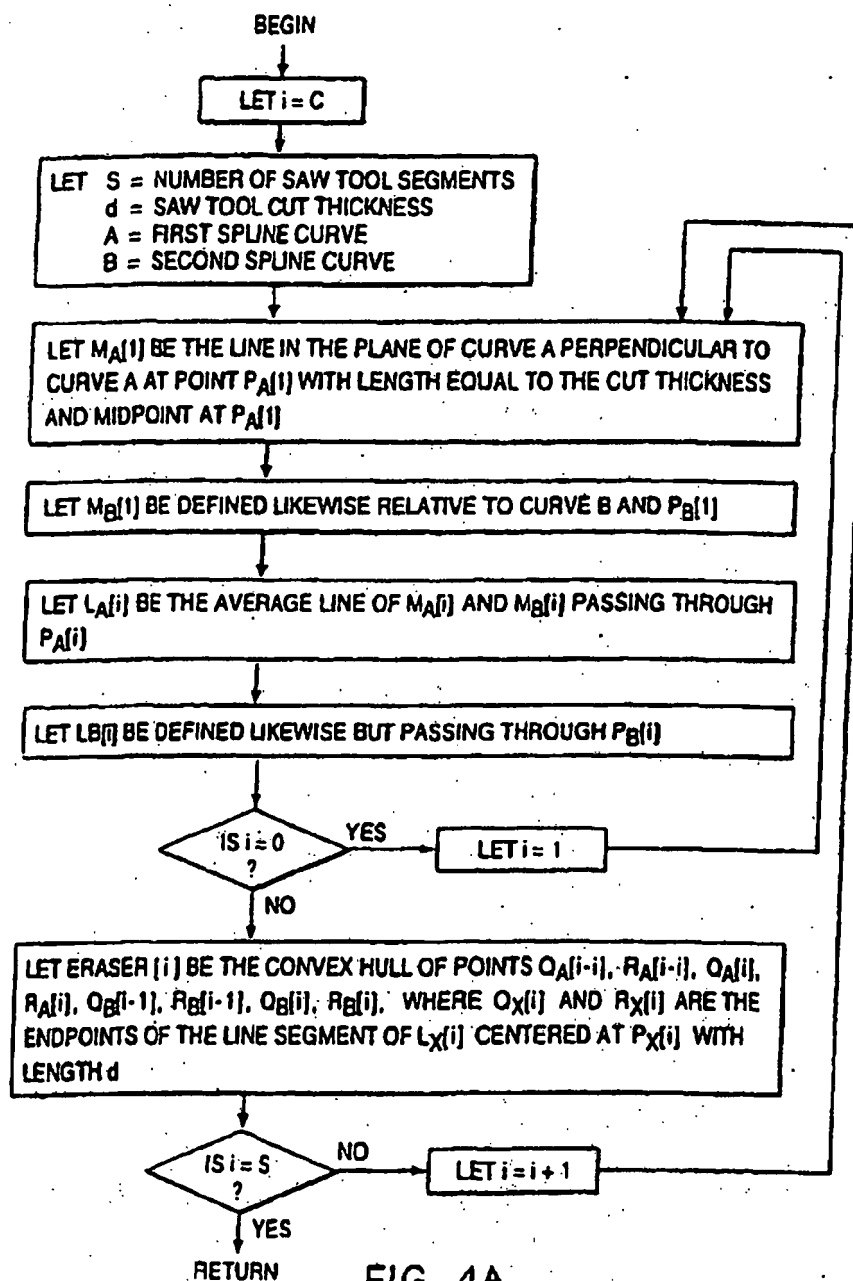 BEGIN
LET i = C
LET S = NUMBER OF SAW TOOL SEGMENTS
d = SAW TOOL CUT THICKNESS
A = FIRST SPLINE CURVE
B = SECOND SPLINE CURVE
LET MA[1] BE THE LINE IN THE PLANE OF CURVE A PERPENDICULAR TO
CURVE A AT POINT PA[1] WITH LENGTH EQUAL TO THE CUT THICKNESS
AND MIDPOINT AT PA[1]
LET MB[1] BE DEFINED LIKEWISE RELATIVE TO CURVE B AND PB[1]
LET LA[i] BE THE AVERAGE LINE OF MA[i] AND MB[i] PASSING THROUGH
PA[i]
LET LB[i] BE DEFINED LIKEWISE BUT PASSING THROUGH PB[i]
IS i = 0
?
YES
LET i = 1
NO
LET ERASER [i] BE THE CONVEX HULL OF POINTS QA[i-i], RA[i-i], QA[i],
RA[i], QB[i-1], RB[i-1], QB[i], RB[i], WHERE QX[i] AND RX[i] ARE THE
ENDPOINTS OF THE LINE SEGMENT OF LX[i] CENTERED AT PX[i] WITH
LENGTH d
IS i = S
?
NO
LET i = i + 1
YES
RETURN
FIG. 4A